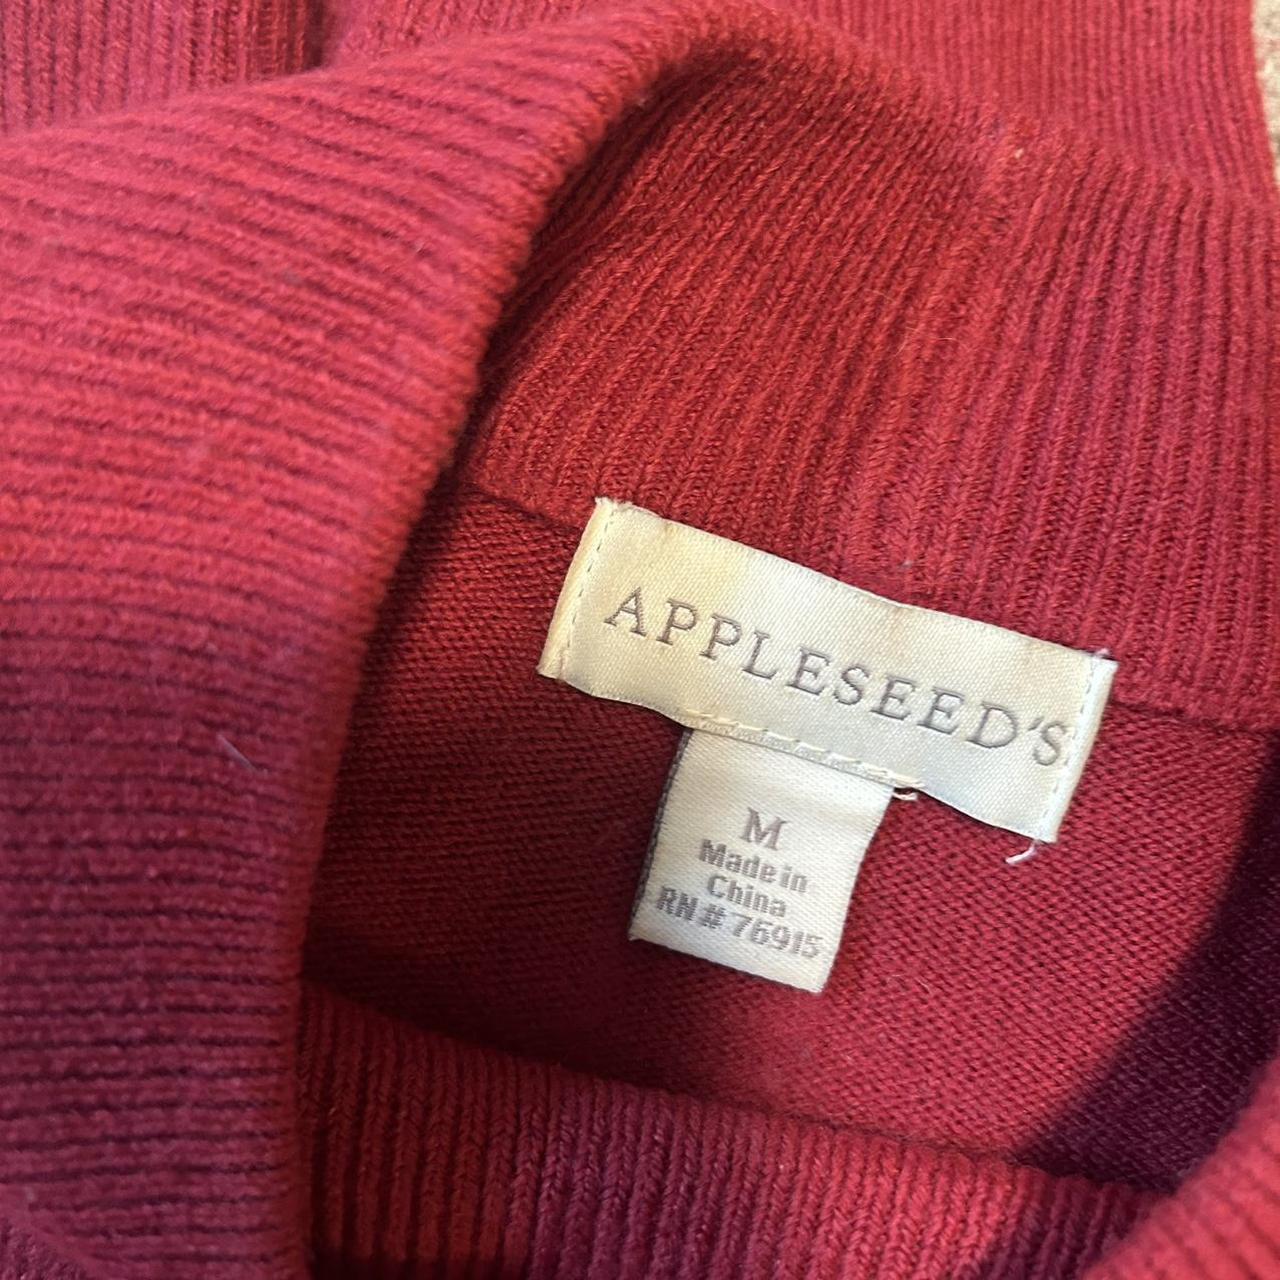 APPLESEED'S
M
Made in
China
RN # 76915